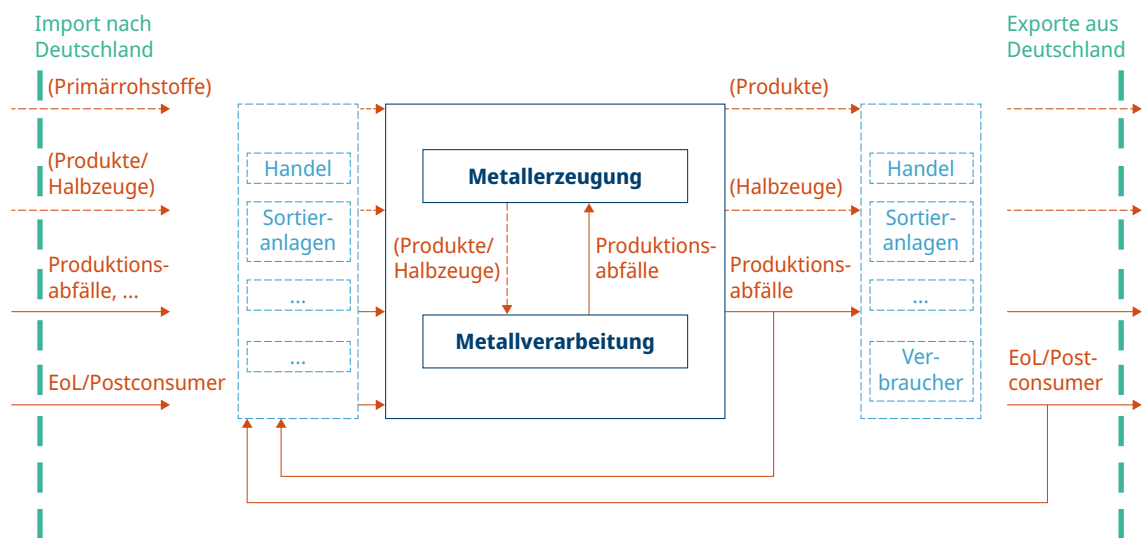 Import nach
Deutschland
Exporte aus
Deutschland
(Primärrohstoffe)
(Produkte/
Halbzeuge)
Produktions-
abfälle, ...
EoL/Postconsumer
Handel
Sortier-
anlagen
...
...
Metallerzeugung
(Produkte/
Halbzeuge)
Produktions-
abfälle
Metallverarbeitung
(Produkte)
(Halbzeuge)
Produktions-
abfälle
Handel
Sortier-
anlagen
...
Ver-
braucher
EoL/Post-
consumer